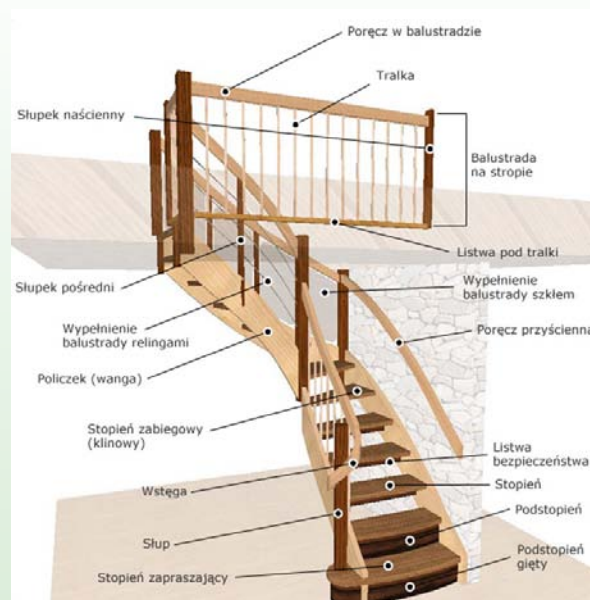 Poręcz w balustradzie
Tralka
Słupek naścienny
Balustrada
na stropie
Listwa pod tralki
Słupek pośredni
Wypełnienie
balustrady szkłem
Wypełnienie
balustrady relingami
Poręcz przyścienna
Policzek (wanga)
Stopień zabiegowy
(klinowy)
Listwa
bezpieczeństwa
Wstęga
Stopień
Podstopień
Słup
Podstopień
gięty
Stopień zapraszający